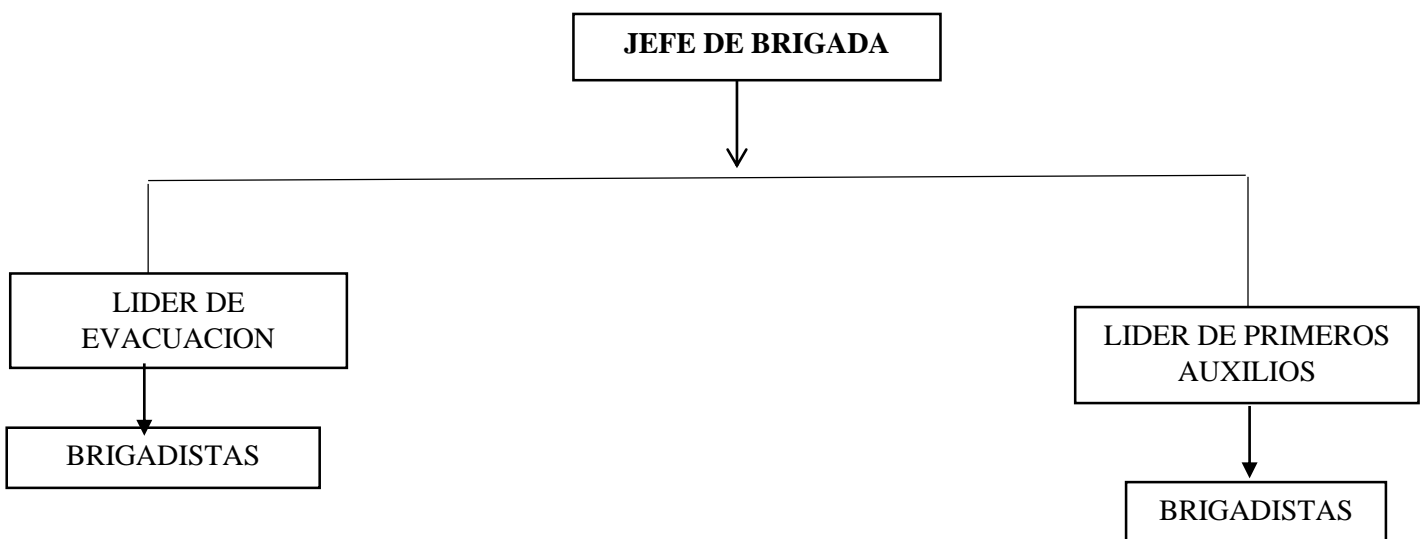 JEFE DE BRIGADA
LIDER DE
EVACUACION
LIDER DE PRIMEROS
AUXILIOS
BRIGADISTAS
BRIGADISTAS